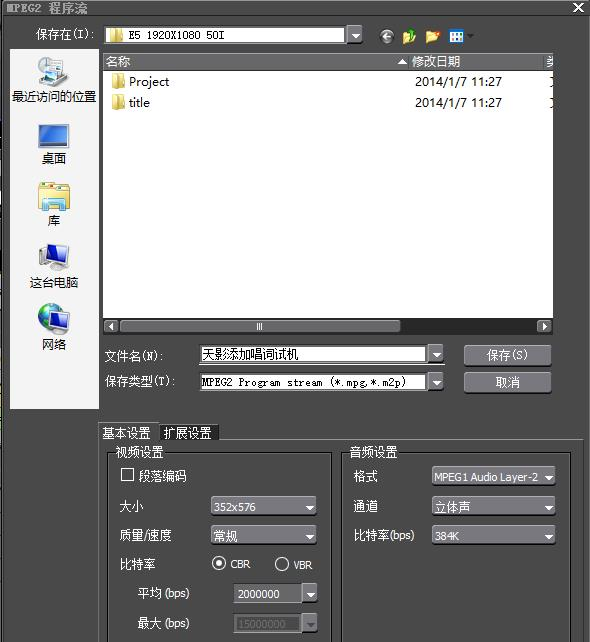 MPEG2 程序流
保存在(I):
E5 1920X1080 50I
名称
修改日期
Project
2014/1/7 11:27
title
2014/1/7 11:27
最近访问的位置
桌面
库
这台电脑
网络
文件名(N):
天影添加唱词试机
保存(S)
保存类型(T):
MPEG2 Program stream (*.mpg,*.m2p)
取消
基本设置
扩展设置
视频设置
段落编码
大小
352x576
质量/速度
常规
比特率
CBR
VBR
平均 (bps)
2000000
最大 (bps)
15000000
音频设置
格式
MPEG1 Audio Layer-2
通道
立体声
比特率(bps)
384K